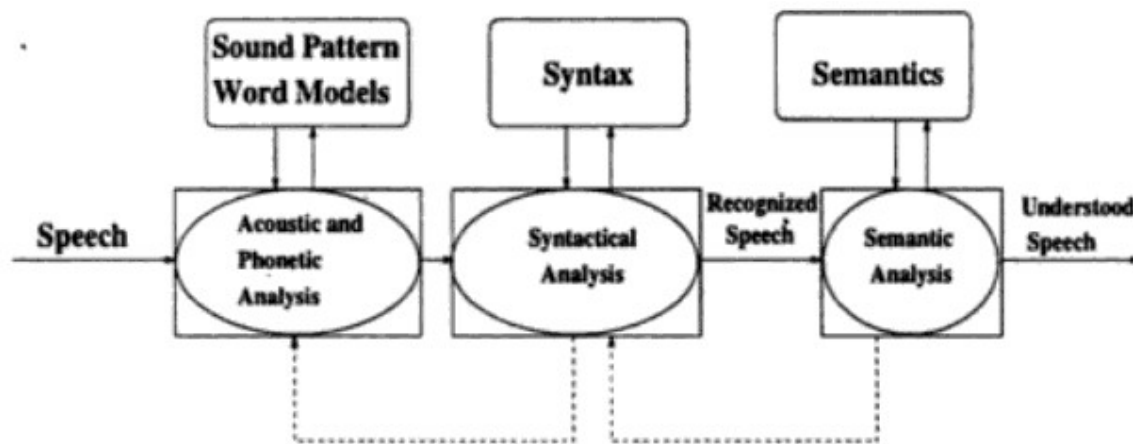 Sound Pattern
Word Models
Syntax
Semantics
Speech
Acoustic and
Phonetic
Analysis
Syntactical
Analysis
Recognized
Speech
Semantic
Analysis
Understood
Speech